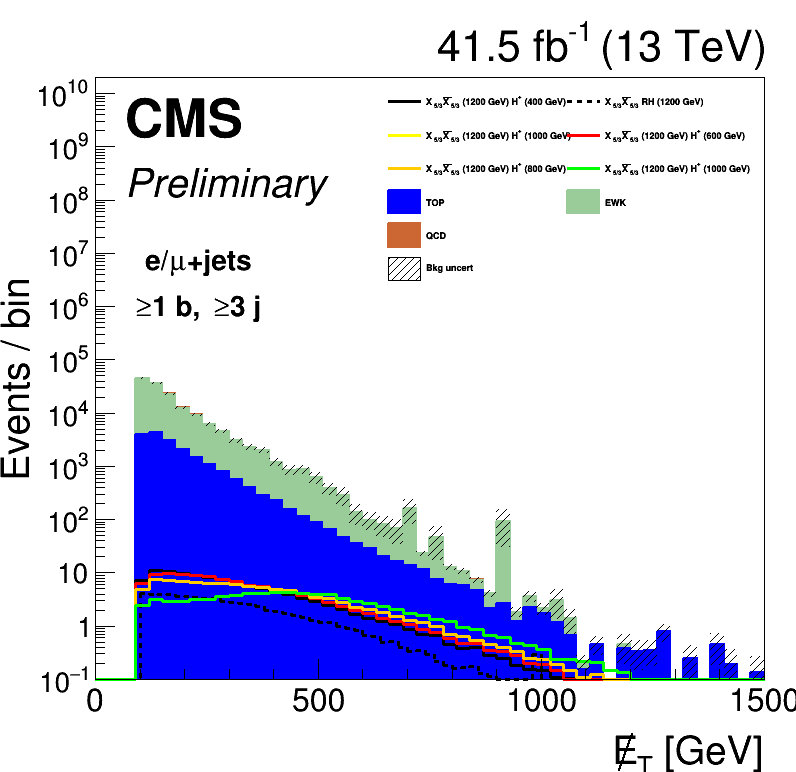 41.5 fb⁻¹ (13 TeV)
CMS
Preliminary
e/μ+jets
≥1 b, ≥3 j
X₅/₃X̅₅/₃ (1200 GeV) H⁺ (400 GeV)
X₅/₃X̅₅/₃ RH (1200 GeV)
X₅/₃X̅₅/₃ (1200 GeV) H⁺ (1000 GeV)
X₅/₃X̅₅/₃ (1200 GeV) H⁺ (600 GeV)
X₅/₃X̅₅/₃ (1200 GeV) H⁺ (800 GeV)
X₅/₃X̅₅/₃ (1200 GeV) H⁺ (1000 GeV)
TOP
EWK
QCD
Bkg uncert
Events / bin
10¹⁰
10⁹
10⁸
10⁷
10⁶
10⁵
10⁴
10³
10²
10
1
10⁻¹
0 500 1000 1500
E̸_T [GeV]